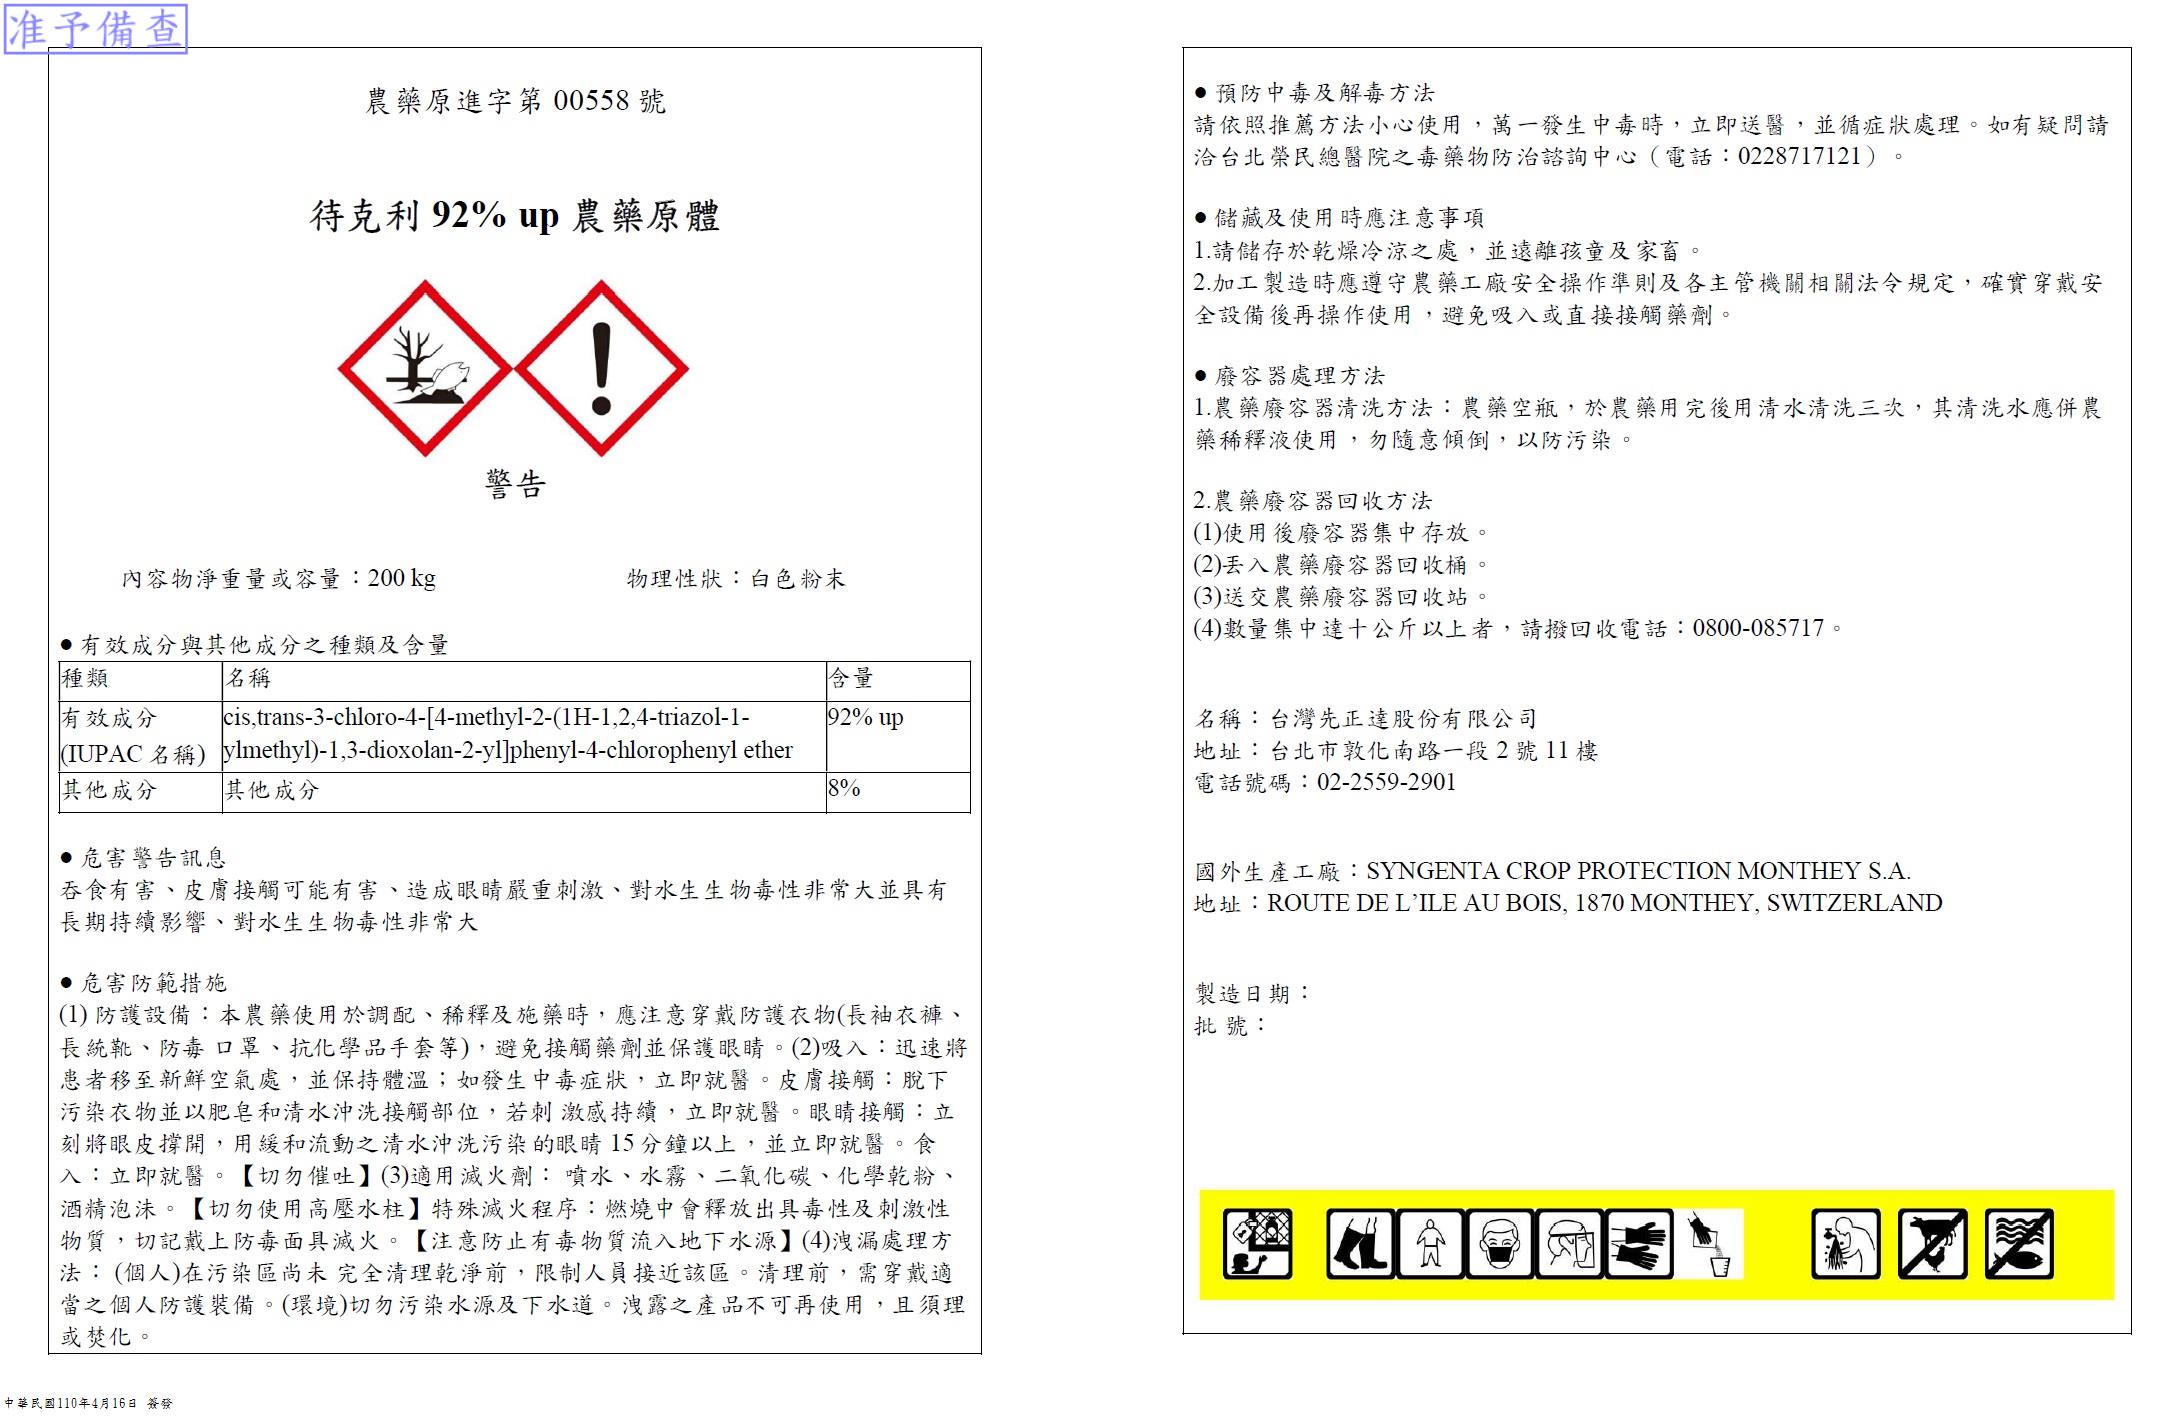 准予備查
農藥原進字第 00558 號
待克利 92% up 農藥原體
警告
內容物淨重量或容量：200 kg
物理性狀：白色粉末
● 有效成分與其他成分之種類及含量
種類 名稱 含量
有效成分
(IUPAC 名稱)
cis,trans-3-chloro-4-[4-methyl-2-(1H-1,2,4-triazol-1-
ylmethyl)-1,3-dioxolan-2-yl]phenyl-4-chlorophenyl ether
92% up
其他成分 其他成分 8%
● 危害警告訊息
吞食有害、皮膚接觸可能有害、造成眼睛嚴重刺激、對水生生物毒性非常大並具有
長期持續影響、對水生生物毒性非常大
● 危害防範措施
(1) 防護設備：本農藥使用於調配、稀釋及施藥時，應注意穿戴防護衣物(長袖衣褲、
長統靴、防毒 口罩、抗化學品手套等)，避免接觸藥劑並保護眼睛。(2)吸入：迅速將
患者移至新鮮空氣處，並保持體溫；如發生中毒症狀，立即就醫。皮膚接觸：脫下
污染衣物並以肥皂和清水沖洗接觸部位，若刺 激感持續，立即就醫。眼睛接觸：立
刻將眼皮撐開，用緩和流動之清水沖洗污染的眼睛 15 分鐘以上，並立即就醫。食
入：立即就醫。【切勿催吐】(3)適用滅火劑： 噴水、水霧、二氧化碳、化學乾粉、
酒精泡沫。【切勿使用高壓水柱】特殊滅火程序：燃燒中會釋放出具毒性及刺激性
物質，切記戴上防毒面具滅火。【注意防止有毒物質流入地下水源】(4)洩漏處理方
法： (個人)在污染區尚未 完全清理乾淨前，限制人員接近該區。清理前，需穿戴適
當之個人防護裝備。(環境)切勿污染水源及下水道。洩露之產品不可再使用，且須理
或焚化。
● 預防中毒及解毒方法
請依照推薦方法小心使用，萬一發生中毒時，立即送醫，並循症狀處理。如有疑問請
洽台北榮民總醫院之毒藥物防治諮詢中心（電話：0228717121）。
● 儲藏及使用時應注意事項
1.請儲存於乾燥冷涼之處，並遠離孩童及家畜。
2.加工製造時應遵守農藥工廠安全操作準則及各主管機關相關法令規定，確實穿戴安
全設備後再操作使用，避免吸入或直接接觸藥劑。
● 廢容器處理方法
1.農藥廢容器清洗方法：農藥空瓶，於農藥用完後用清水清洗三次，其清洗水應併農
藥稀釋液使用，勿隨意傾倒，以防污染。
2.農藥廢容器回收方法
(1)使用後廢容器集中存放。
(2)丟入農藥廢容器回收桶。
(3)送交農藥廢容器回收站。
(4)數量集中達十公斤以上者，請撥回收電話：0800-085717。
名稱：台灣先正達股份有限公司
地址：台北市敦化南路一段 2 號 11 樓
電話號碼：02-2559-2901
國外生產工廠：SYNGENTA CROP PROTECTION MONTHEY S.A.
地址：ROUTE DE L’ILE AU BOIS, 1870 MONTHEY, SWITZERLAND
製造日期：
批 號：
中華民國110年4月16日 簽發